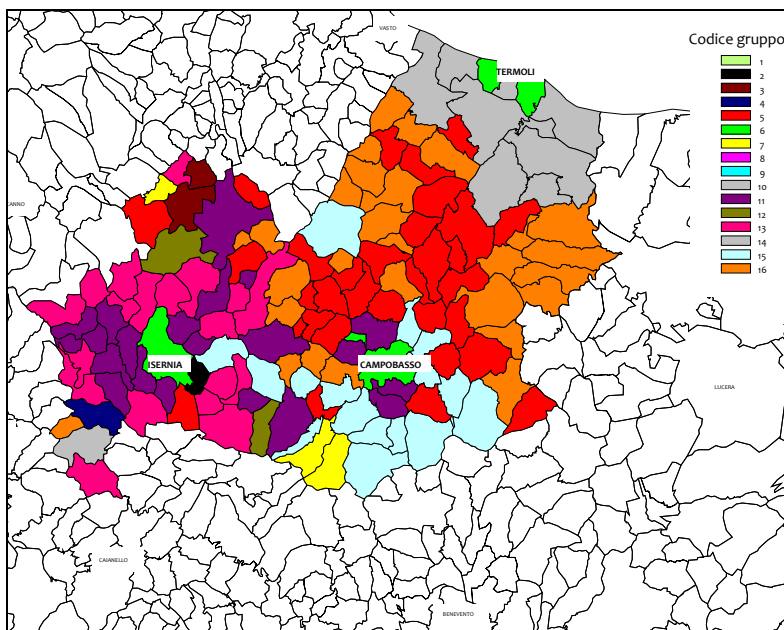 VASTO
Codice gruppo
TERMOLI
1
2
3
4
5
6
7
8
9
10
11
12
13
14
15
16
CANNO
ISERNIA
CAMPOBASSO
LUCERA
CAIANELLO
BENEVENTO